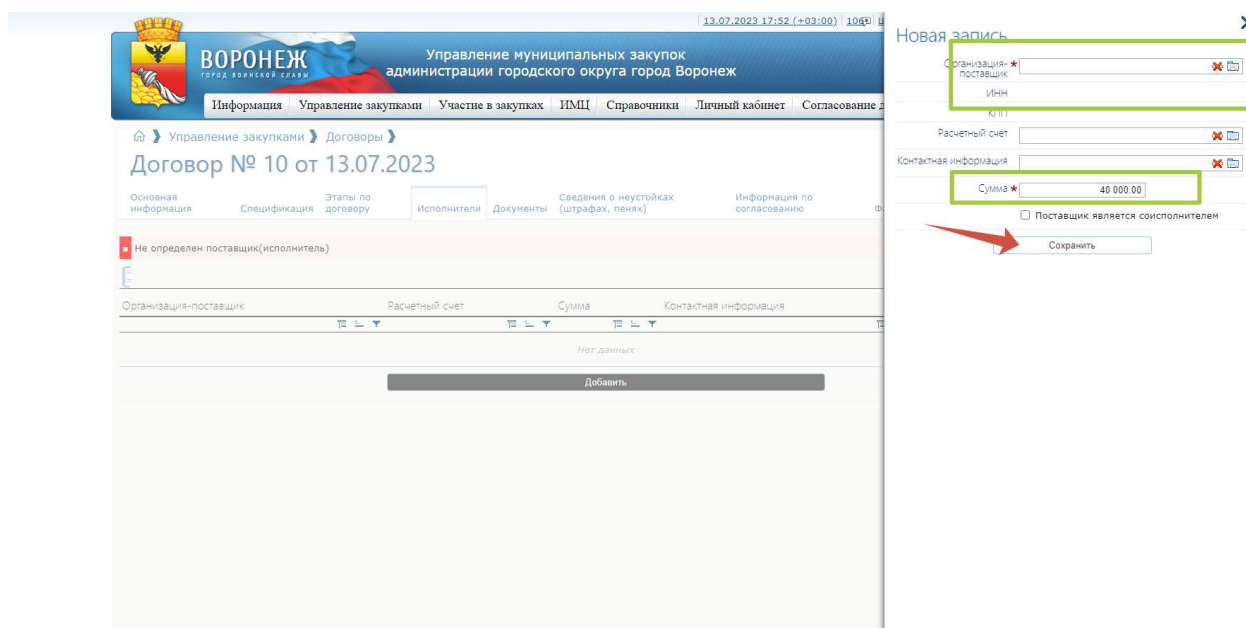 13.07.2023 17:52 (+03:00)
ВОРОНЕЖ
ГОРОД ВОИНСКОЙ СЛАВЫ
Управление муниципальных закупок
администрации городского округа город Воронеж
Информация Управление закупками Участие в закупках ИМЦ Справочники Личный кабинет Согласование
Управление закупками Договоры
Договор № 10 от 13.07.2023
Основная информация
Спецификация
Этапы по договору
Исполнители
Документы
Сведения о неустойках (штрафах, пенях)
Информация по согласованию
Не определен поставщик(исполнитель)
Организация-поставщик Расчетный счет Сумма Контактная информация
Нет данных
Добавить
Новая запись
Организация-поставщик *
ИНН
КПП
Расчетный счет
Контактная информация
Сумма * 40 000.00
Поставщик является соисполнителем
Сохранить